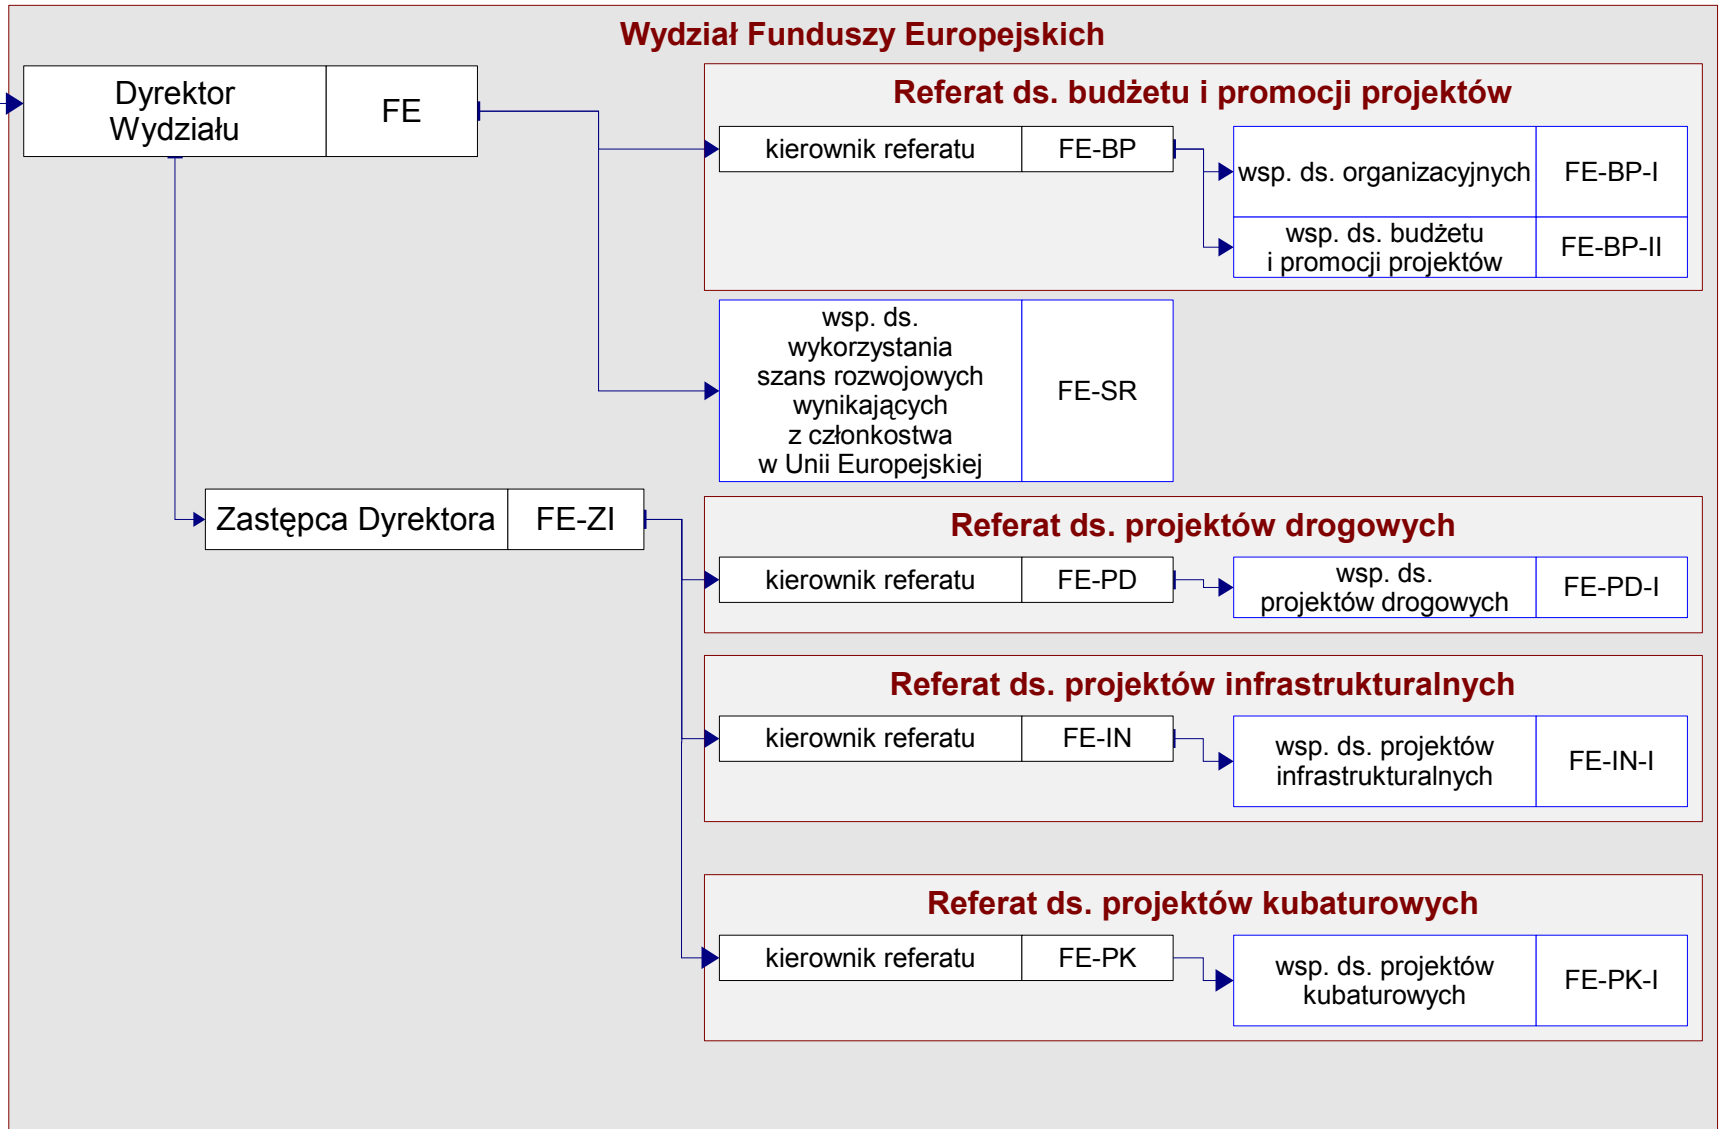 Wydział Funduszy Europejskich
Dyrektor
Wydziału
FE
Referat ds. budżetu i promocji projektów
kierownik referatu
FE-BP
wsp. ds. organizacyjnych
FE-BP-I
wsp. ds. budżetu
i promocji projektów
FE-BP-II
wsp. ds.
wykorzystania
szans rozwojowych
wynikających
z członkostwa
w Unii Europejskiej
FE-SR
Zastępca Dyrektora
FE-ZI
Referat ds. projektów drogowych
kierownik referatu
FE-PD
wsp. ds.
projektów drogowych
FE-PD-I
Referat ds. projektów infrastrukturalnych
kierownik referatu
FE-IN
wsp. ds. projektów
infrastrukturalnych
FE-IN-I
Referat ds. projektów kubaturowych
kierownik referatu
FE-PK
wsp. ds. projektów
kubaturowych
FE-PK-I